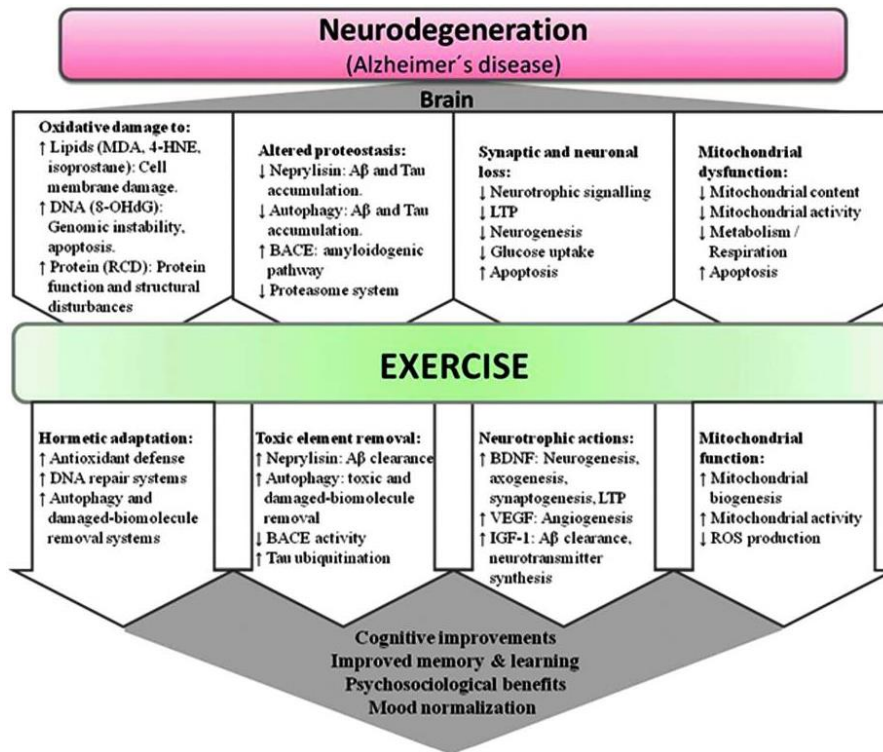 Neurodegeneration
(Alzheimer´s disease)
Brain
Oxidative damage to:
↑ Lipids (MDA, 4-HNE,
isoprostane): Cell
membrane damage.
↑ DNA (8-OHdG):
Genomic instability,
apoptosis.
↑ Protein (RCD): Protein
function and structural
disturbances
Altered proteostasis:
↓ Neprylisin: Aβ and Tau
accumulation.
↓ Autophagy: Aβ and Tau
accumulation.
↑ BACE: amyloidogenic
pathway
↓ Proteasome system
Synaptic and neuronal
loss:
↓ Neurotrophic signalling
↓ LTP
↓ Neurogenesis
↓ Glucose uptake
↑ Apoptosis
Mitochondrial
dysfunction:
↓ Mitochondrial content
↓ Mitochondrial activity
↓ Metabolism /
Respiration
↑ Apoptosis
EXERCISE
Hormetic adaptation:
↑ Antioxidant defense
↑ DNA repair systems
↑ Autophagy and
damaged-biomolecule
removal systems
Toxic element removal:
↑ Neprylisin: Aβ clearance
↑ Autophagy: toxic and
damaged-biomolecule
removal
↓ BACE activity
↑ Tau ubiquitination
Neurotrophic actions:
↑ BDNF: Neurogenesis,
axogenesis,
synaptogenesis, LTP
↑ VEGF: Angiogenesis
↑ IGF-1: Aβ clearance,
neurotransmitter
synthesis
Mitochondrial
function:
↑ Mitochondrial
biogenesis
↑ Mitochondrial activity
↓ ROS production
Cognitive improvements
Improved memory & learning
Psychosociological benefits
Mood normalization